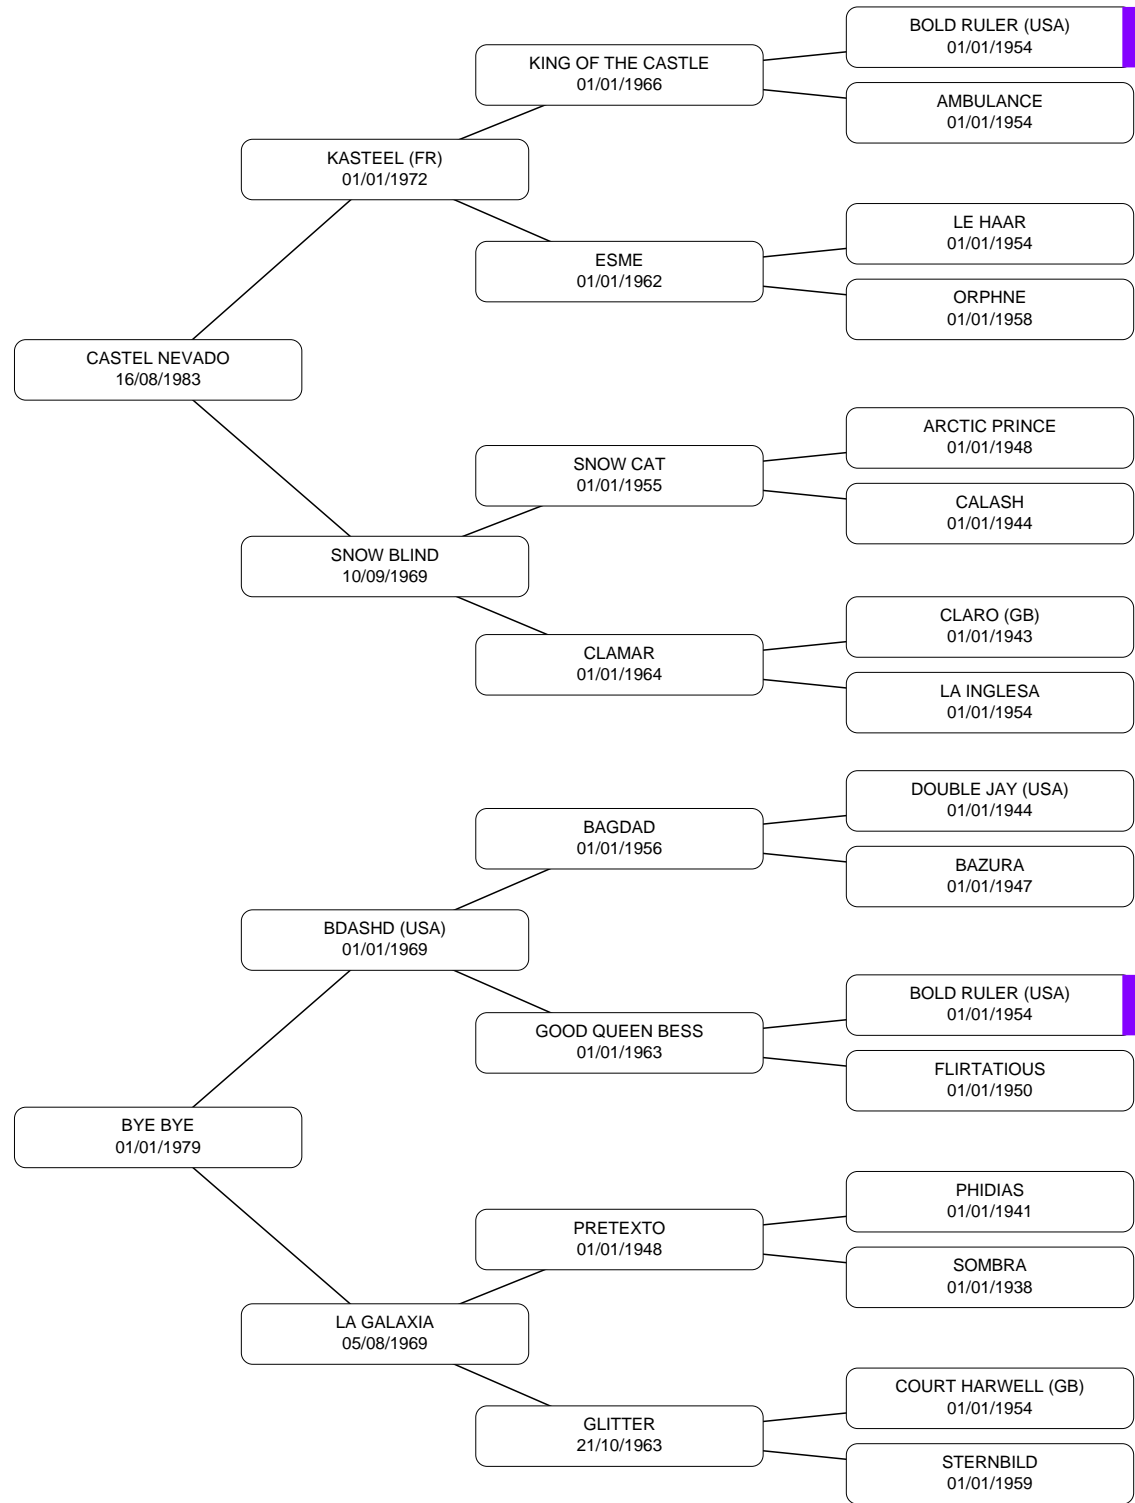 BOLD RULER (USA)
01/01/1954
KING OF THE CASTLE
01/01/1966
AMBULANCE
01/01/1954
KASTEEL (FR)
01/01/1972
LE HAAR
01/01/1954
ESME
01/01/1962
ORPHNE
01/01/1958
CASTEL NEVADO
16/08/1983
ARCTIC PRINCE
01/01/1948
SNOW CAT
01/01/1955
CALASH
01/01/1944
SNOW BLIND
10/09/1969
CLARO (GB)
01/01/1943
CLAMAR
01/01/1964
LA INGLESA
01/01/1954
DOUBLE JAY (USA)
01/01/1944
BAGDAD
01/01/1956
BAZURA
01/01/1947
BDASHD (USA)
01/01/1969
BOLD RULER (USA)
01/01/1954
GOOD QUEEN BESS
01/01/1963
FLIRTATIOUS
01/01/1950
BYE BYE
01/01/1979
PHIDIAS
01/01/1941
PRETEXTO
01/01/1948
SOMBRA
01/01/1938
LA GALAXIA
05/08/1969
COURT HARWELL (GB)
01/01/1954
GLITTER
21/10/1963
STERNBILD
01/01/1959